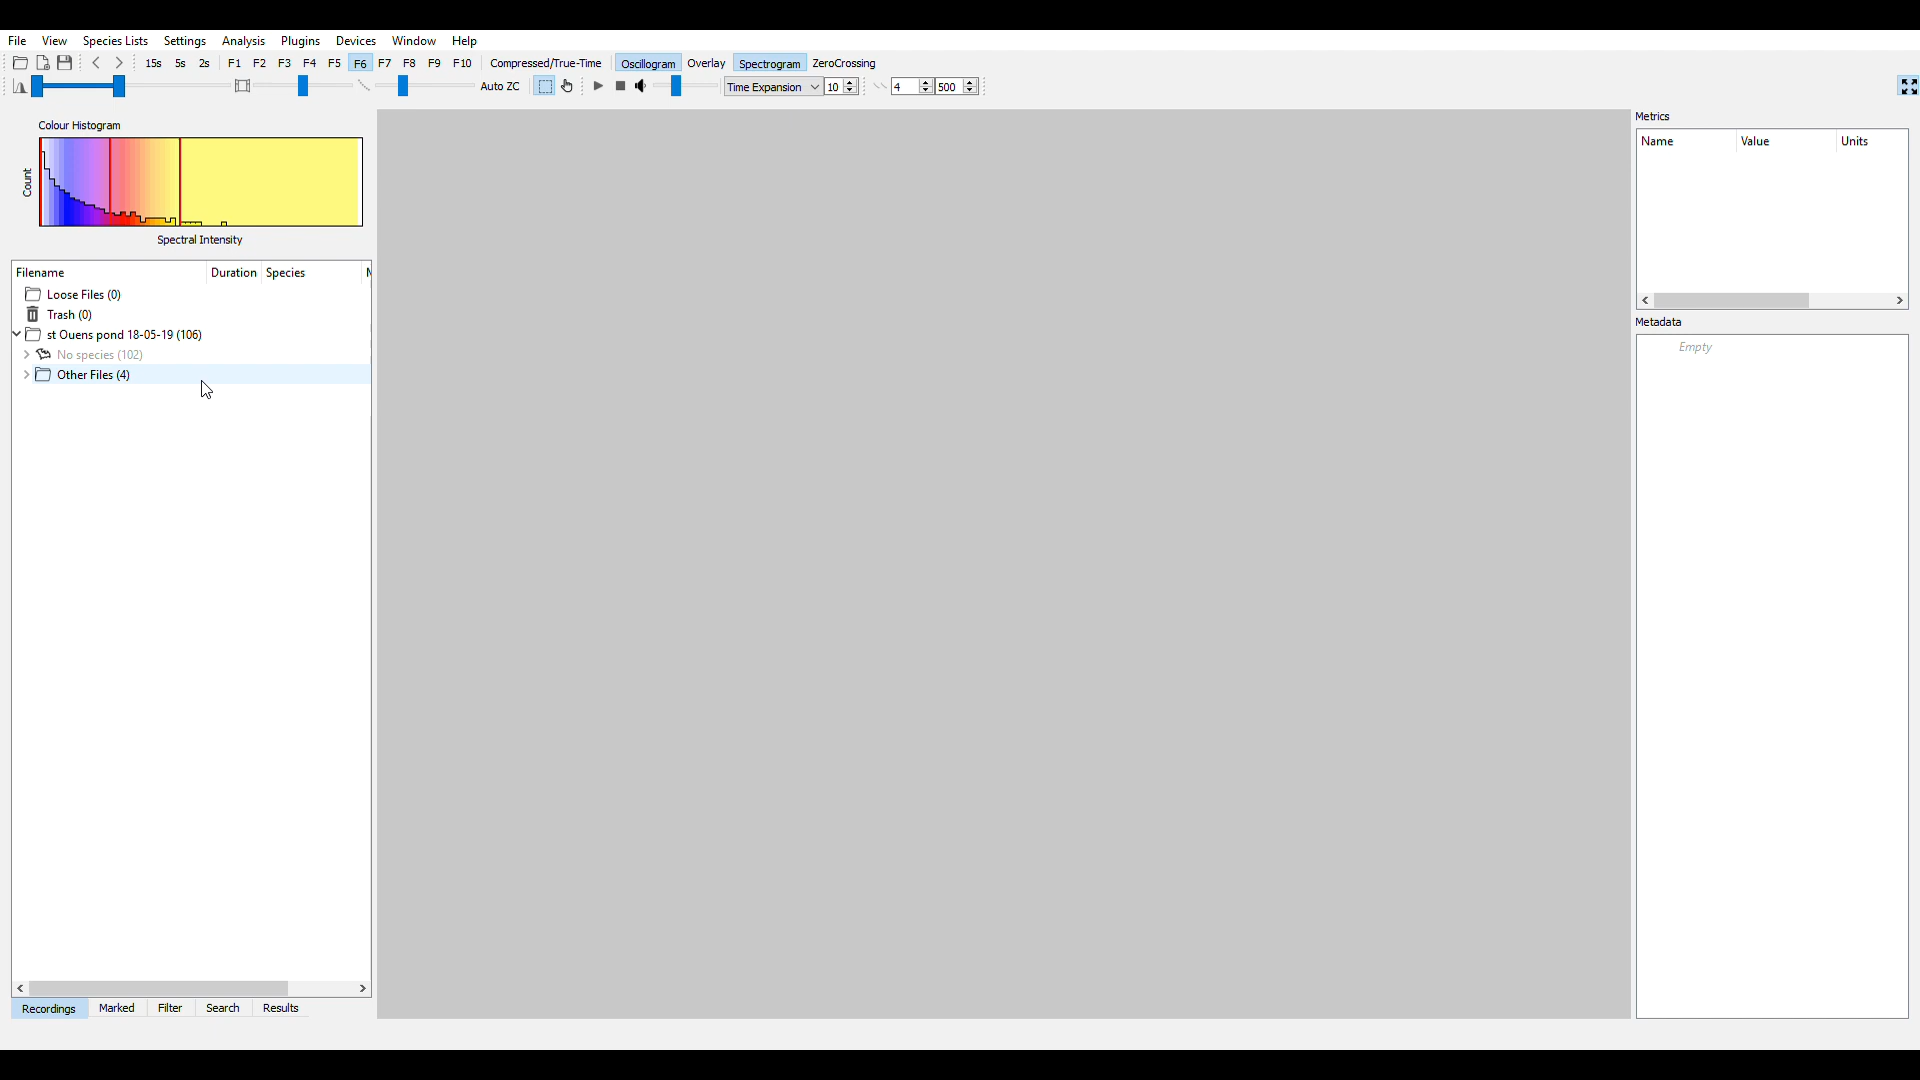 File View Species Lists Settings Analysis Plugins Devices Window Help
15s 5s 2s F1 F2 F3 F4 F5 F6 F7 F8 F9 F10 Compressed/True-Time Oscillogram Overlay Spectrogram ZeroCrossing
Auto ZC Time Expansion 10 4 500
Colour Histogram
Count
Spectral Intensity
Filename Duration Species
Loose Files (0)
Trash (0)
st Ouens pond 18-05-19 (106)
No species (102)
Other Files (4)
Recordings Marked Filter Search Results
Metrics
Name Value Units
Metadata
Empty